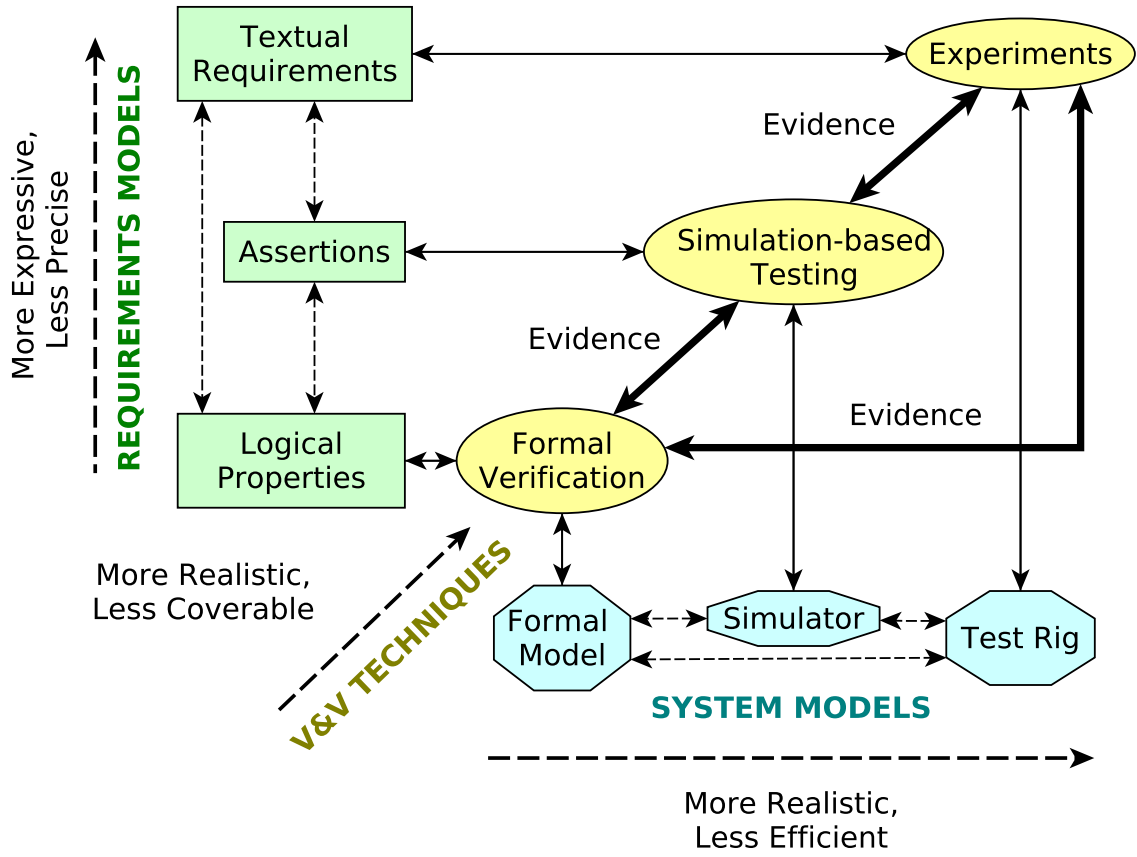 Textual
Requirements
Experiments
Evidence
More Expressive,
Less Precise
REQUIREMENTS MODELS
Assertions
Simulation-based
Testing
Evidence
Evidence
Logical
Properties
Formal
Verification
More Realistic,
Less Coverable
V&V TECHNIQUES
Formal
Model
Simulator
Test Rig
SYSTEM MODELS
More Realistic,
Less Efficient